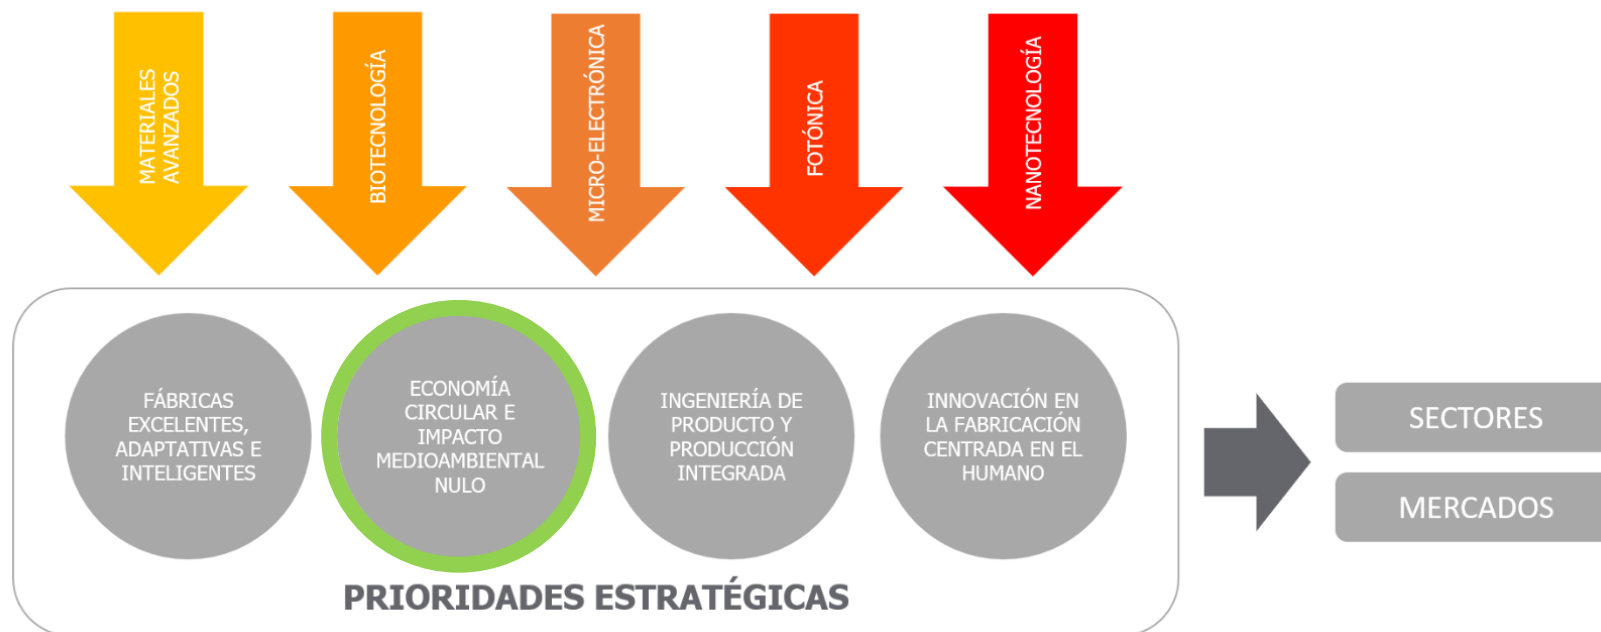 MATERIALES
AVANZADOS
BIOTECNOLOGÍA
MICRO-ELECTRÓNICA
FOTÓNICA
NANOTECNOLOGÍA
FÁBRICAS
EXCELENTES,
ADAPTATIVAS E
INTELIGENTES
ECONOMÍA
CIRCULAR E
IMPACTO
MEDIOAMBIENTAL
NULO
INGENIERÍA DE
PRODUCTO Y
PRODUCCIÓN
INTEGRADA
INNOVACIÓN EN
LA FABRICACIÓN
CENTRADA EN EL
HUMANO
SECTORES
MERCADOS
PRIORIDADES ESTRATÉGICAS